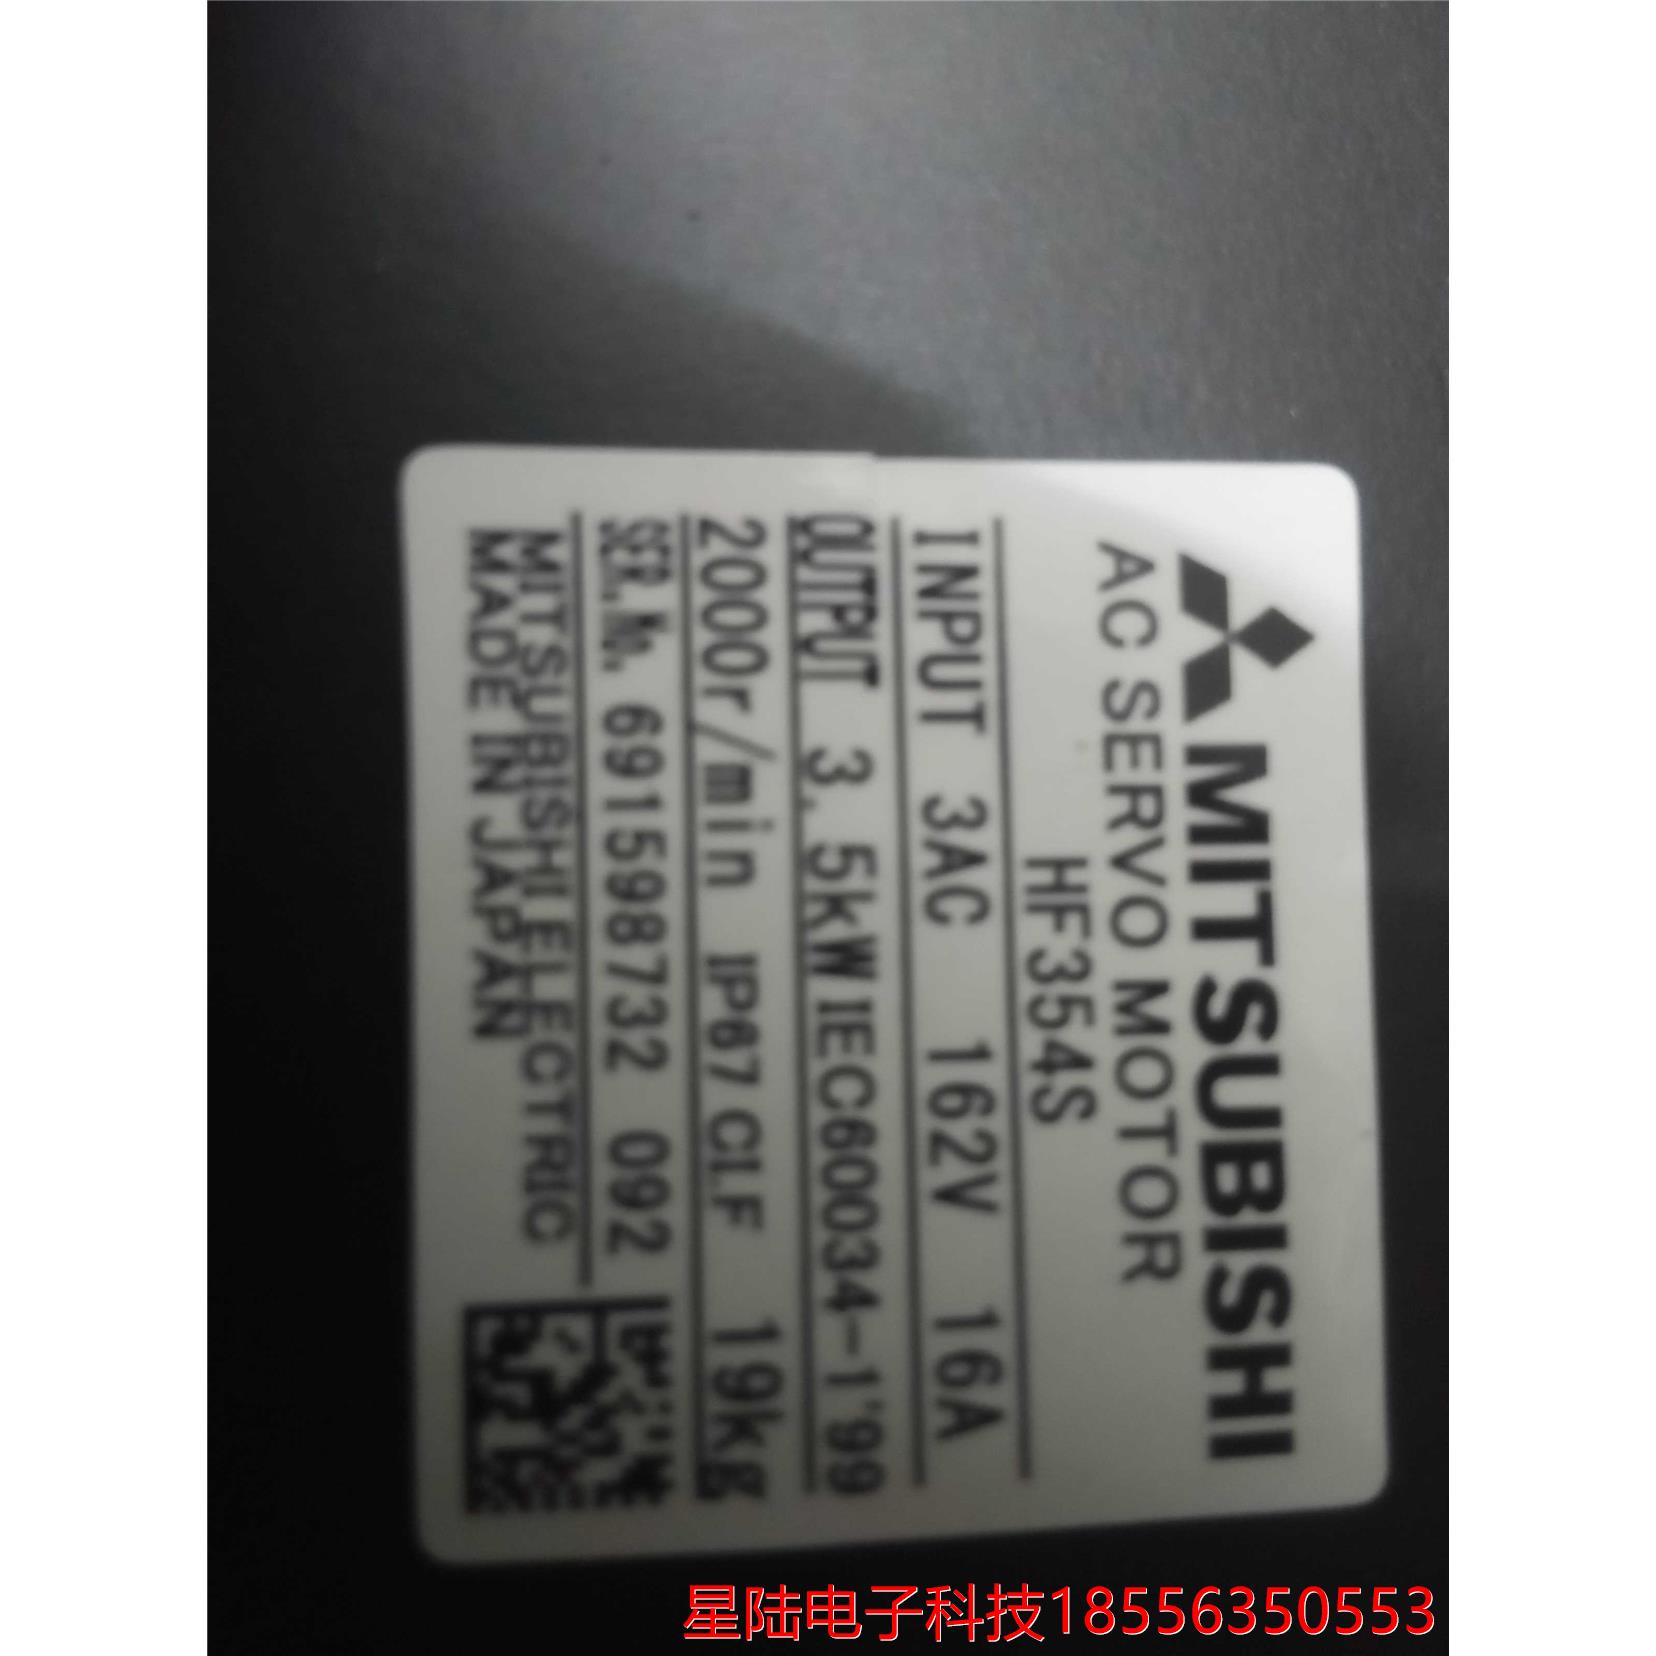 MITSUBISHI
AC SERVO MOTOR
HF354S
INPUT 3AC 162V 16A
OUTPUT 3.5kW IEC60034-1'99
2000r/min IP67 CI.F 19kg
SER.No. 691598732 092
MITSUBISHI ELECTRIC
MADE IN JAPAN
星陆电子科技18556350553